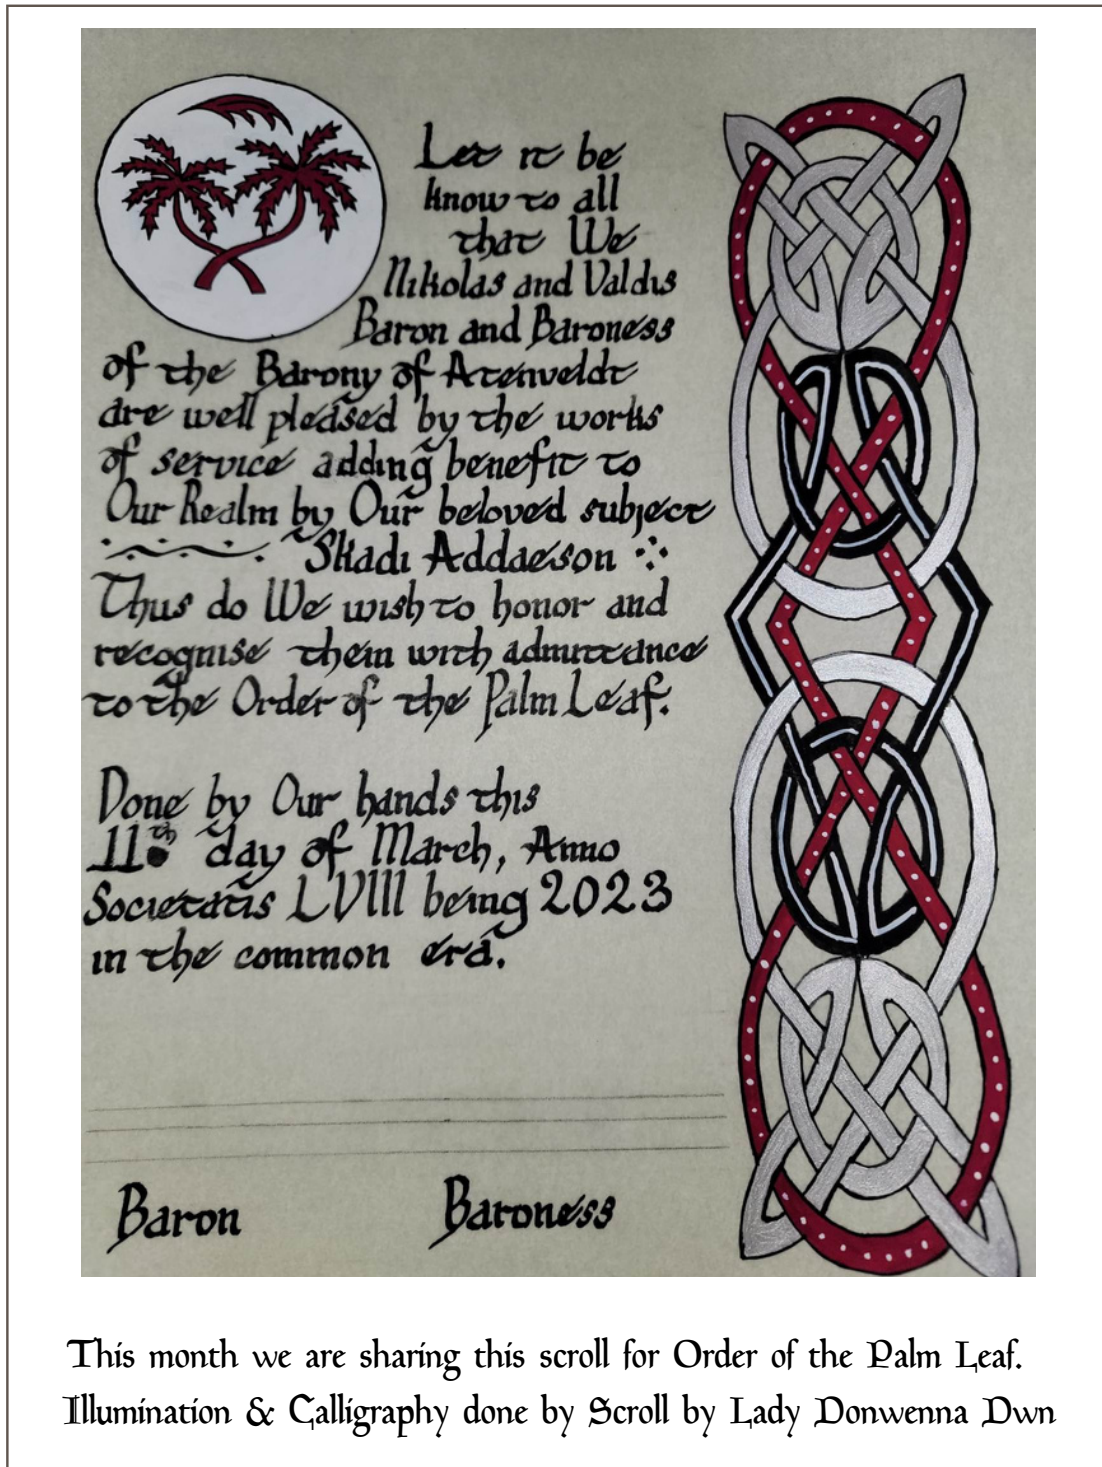 Let it be
know to all
that We
Nikolas and Valdis
Baron and Baroness
of the Barony of Atenveldt
are well pleased by the works
of service adding benefit to
Our Realm by Our beloved subject
Skadi Addaeson
Thus do We wish to honor and
recognise them with admittance
to the Order of the Palm Leaf.
Done by Our hands this
11th day of March, Anno
Societatis LVIII being 2023
in the common era.
Baron Baroness
This month we are sharing this scroll for Order of the Palm Leaf.
Illumination & Calligraphy done by Scroll by Lady Donwenna Dwn